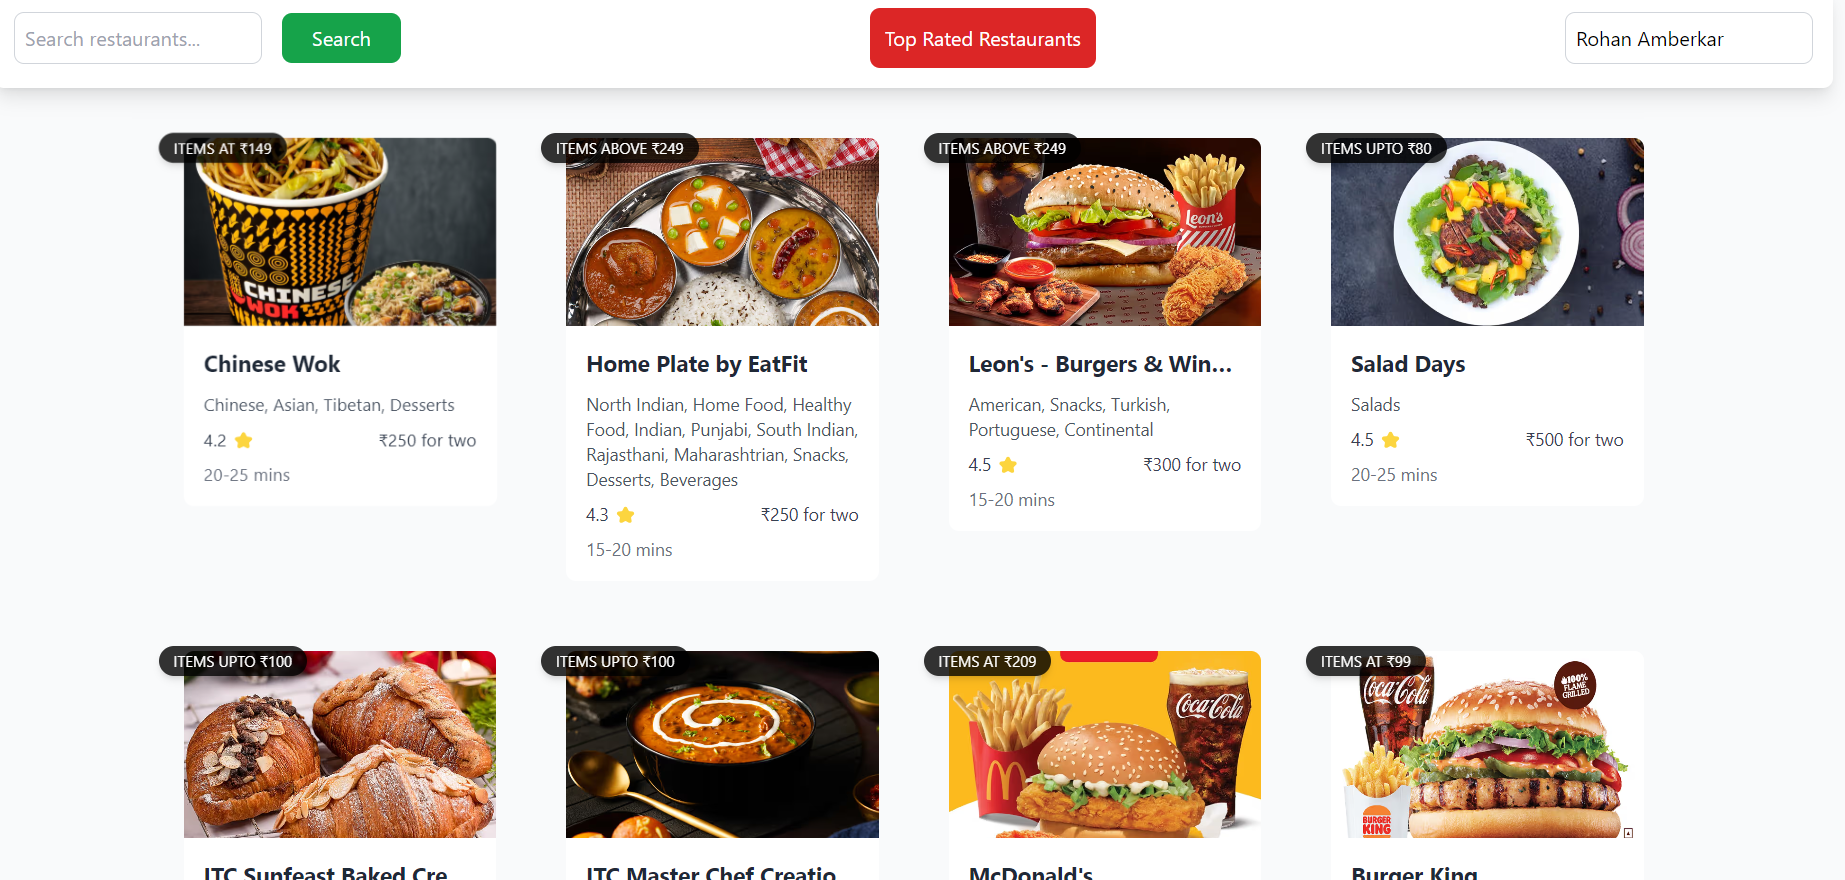 Search restaurants...
Search
Top Rated Restaurants
Rohan Amberkar
ITEMS AT ₹149
ITEMS ABOVE ₹249
ITEMS ABOVE ₹249
ITEMS UPTO ₹80
CHINESE
WOK
leon's
Chinese Wok
Chinese, Asian, Tibetan, Desserts
4.2
₹250 for two
20-25 mins
Home Plate by EatFit
North Indian, Home Food, Healthy
Food, Indian, Punjabi, South Indian,
Rajasthani, Maharashtrian, Snacks,
Desserts, Beverages
4.3
₹250 for two
15-20 mins
Leon's - Burgers & Win...
American, Snacks, Turkish,
Portuguese, Continental
4.5
₹300 for two
15-20 mins
Salad Days
Salads
4.5
₹500 for two
20-25 mins
ITEMS UPTO ₹100
ITEMS UPTO ₹100
ITEMS AT ₹209
ITEMS AT ₹99
Coca-Cola
Coca-Cola
100%
FLAME
GRILLED
BURGER
KING
ITC Sunfeast Baked Cre...
ITC Master Chef Creatio...
McDonald's
Burger King